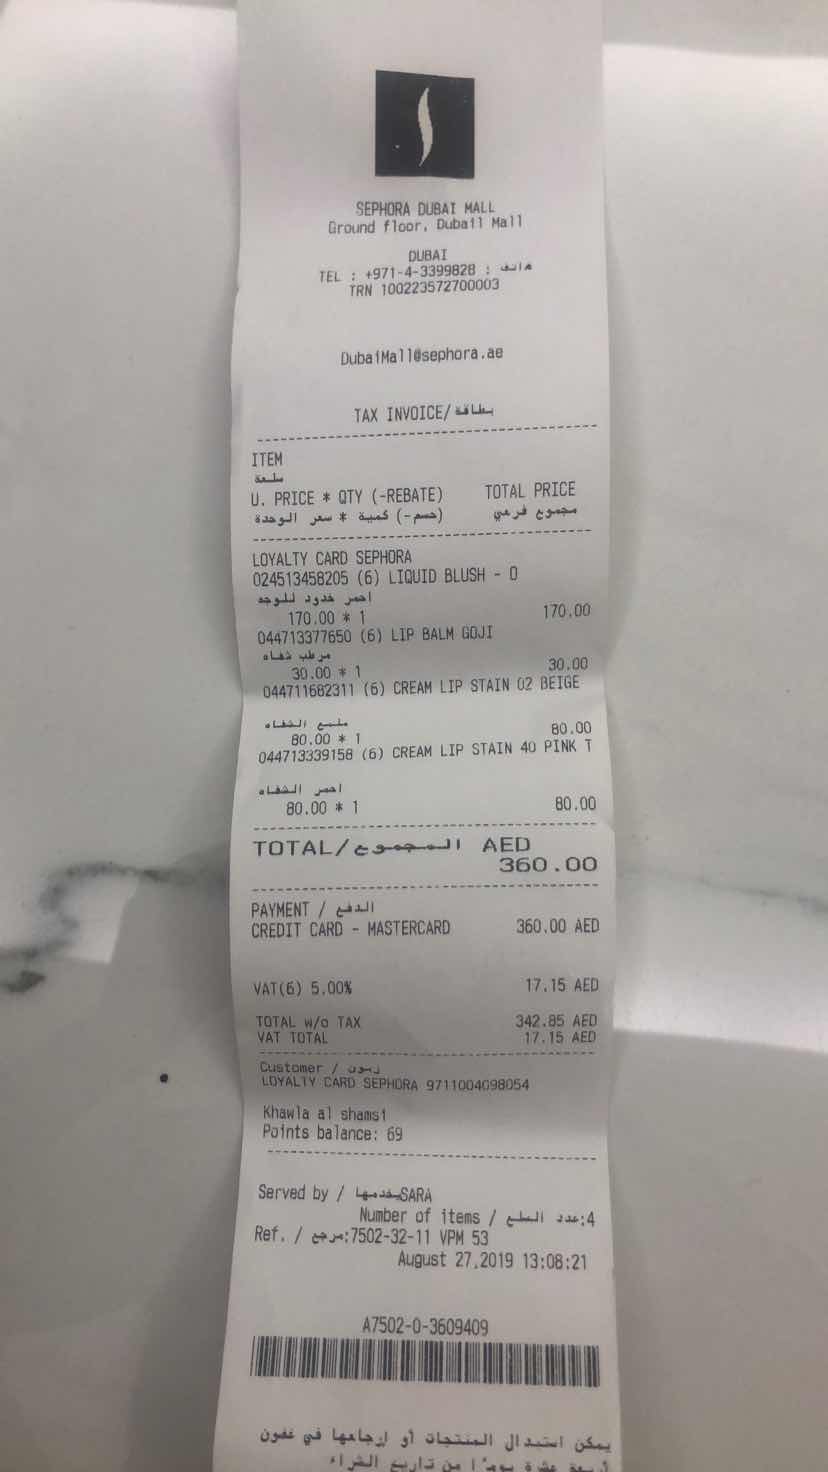 SEPHORA DUBAI MALL
Ground floor, Dubail Mall
DUBAI
TEL : +971-4-3399828 : هاتف
TRN 100223572700003
DubaiMall@sephora.ae
TAX INVOICE/بطاقة
ITEM
سلعة
U. PRICE * QTY (-REBATE) TOTAL PRICE
سعر الوحدة * كمية (-حسم) مجموع فرعي
LOYALTY CARD SEPHORA
024513458205 (6) LIQUID BLUSH - O
احمر خدود للوجه
170.00 * 1 170.00
044713377650 (6) LIP BALM GOJI
مرطب شفاه
30.00 * 1 30.00
044711682311 (6) CREAM LIP STAIN 02 BEIGE
ملمع الشفاه
80.00 * 1 80.00
044713339158 (6) CREAM LIP STAIN 40 PINK T
احمر الشفاه
80.00 * 1 80.00
TOTAL/المجموع AED
360.00
PAYMENT / الدفع
CREDIT CARD - MASTERCARD 360.00 AED
VAT(6) 5.00% 17.15 AED
TOTAL w/o TAX 342.85 AED
VAT TOTAL 17.15 AED
Customer / زبون
LOYALTY CARD SEPHORA 9711004098054
Khawla al shamsi
Points balance: 69
Served by / يخدمها SARA
Number of items / عدد السلع:4
Ref. / مرجع:7502-32-11 VPM 53
August 27,2019 13:08:21
A7502-0-3609409
يمكن استبدال المنتجات أو إرجاعها في غضون
أربعة عشرة يوماً من تاريخ الشراء